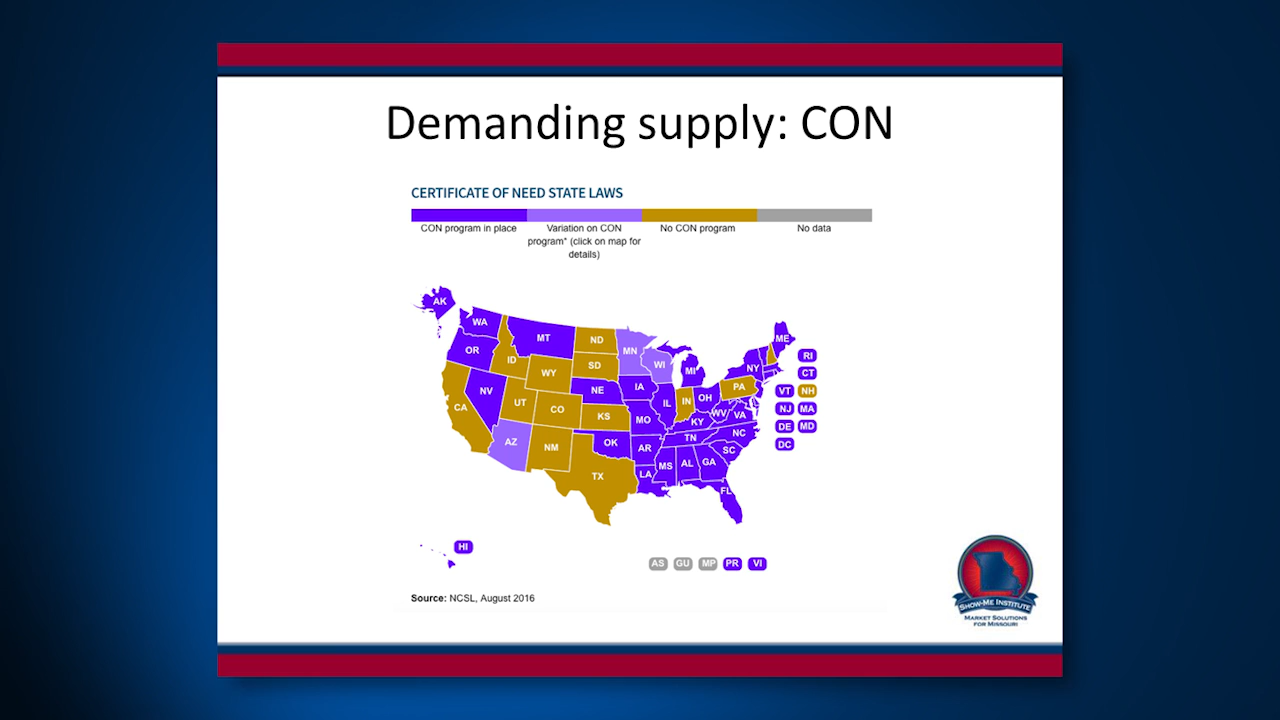 Demanding supply: CON
CERTIFICATE OF NEED STATE LAWS
CON program in place
Variation on CON
program* (click on map for
details)
No CON program
No data
AK
WA
OR
MT
ID
ND
MN
SD
WY
WI
MI
ME
NY
NV
NE
IA
PA
CA
UT
CO
KS
MO
IL
IN
OH
WV
VA
KY
AZ
NM
OK
AR
TN
NC
SC
TX
LA
MS
AL
GA
FL
RI
CT
VT
NH
NJ
MA
DE
MD
DC
HI
AS
GU
MP
PR
VI
Source: NCSL, August 2016
SHOW-ME INSTITUTE
MARKET SOLUTIONS
FOR MISSOURI